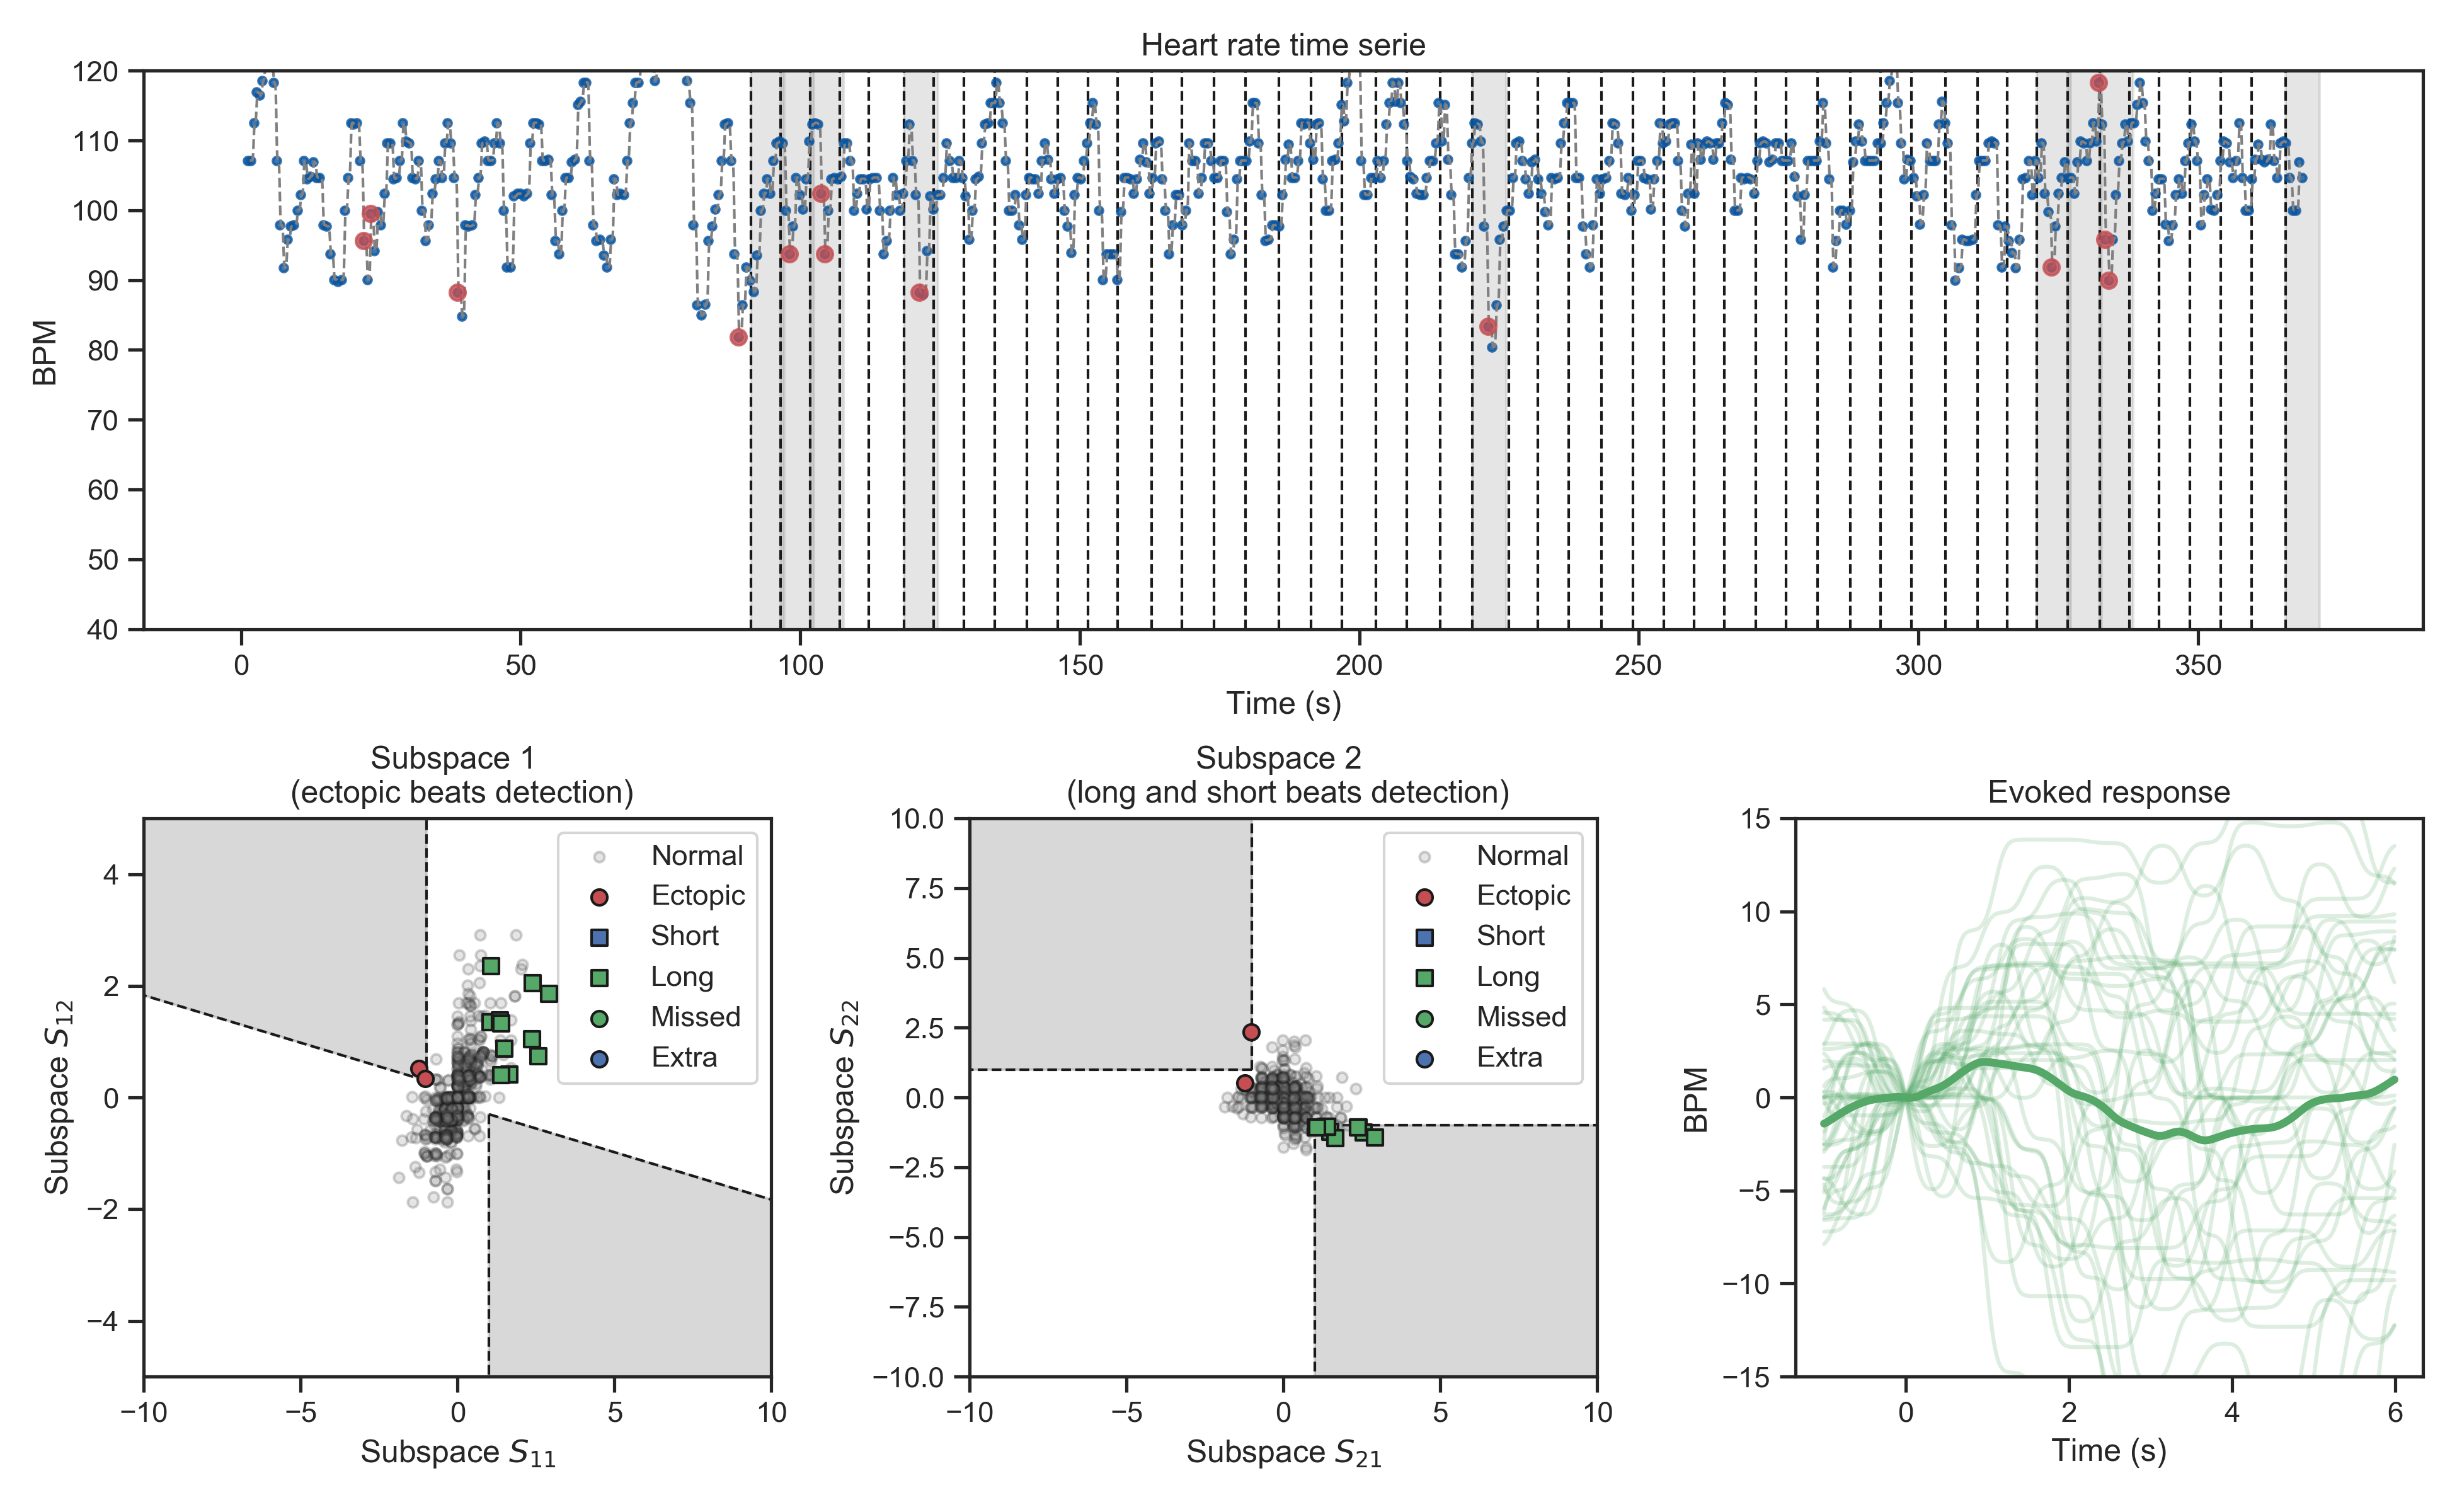 Heart rate time serie
120
110
100
90
80
70
60
50
40
BPM
0 50 100 150 200 250 300 350
Time (s)
Subspace 1
(ectopic beats detection)
4
2
0
−2
−4
Subspace S12
−10 −5 0 5 10
Subspace S11
Normal
Ectopic
Short
Long
Missed
Extra
Subspace 2
(long and short beats detection)
10.0
7.5
5.0
2.5
0.0
−2.5
−5.0
−7.5
−10.0
Subspace S22
−10 −5 0 5 10
Subspace S21
Normal
Ectopic
Short
Long
Missed
Extra
Evoked response
15
10
5
0
−5
−10
−15
BPM
0 2 4 6
Time (s)